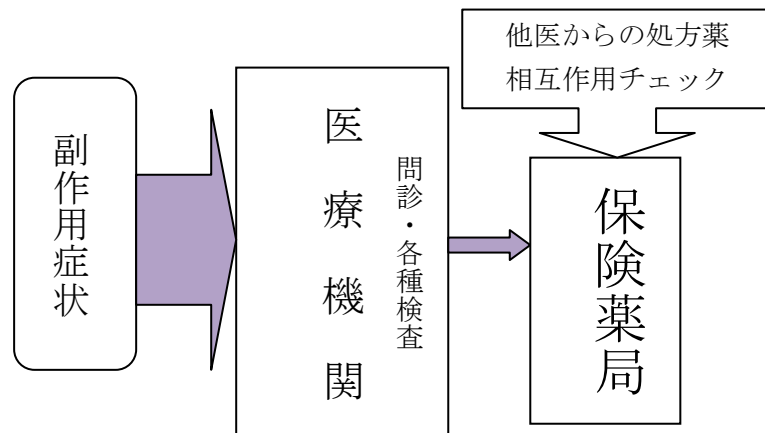 他医からの処方薬
相互作用チェック
副作用症状
医療機関
問診・各種検査
保険薬局